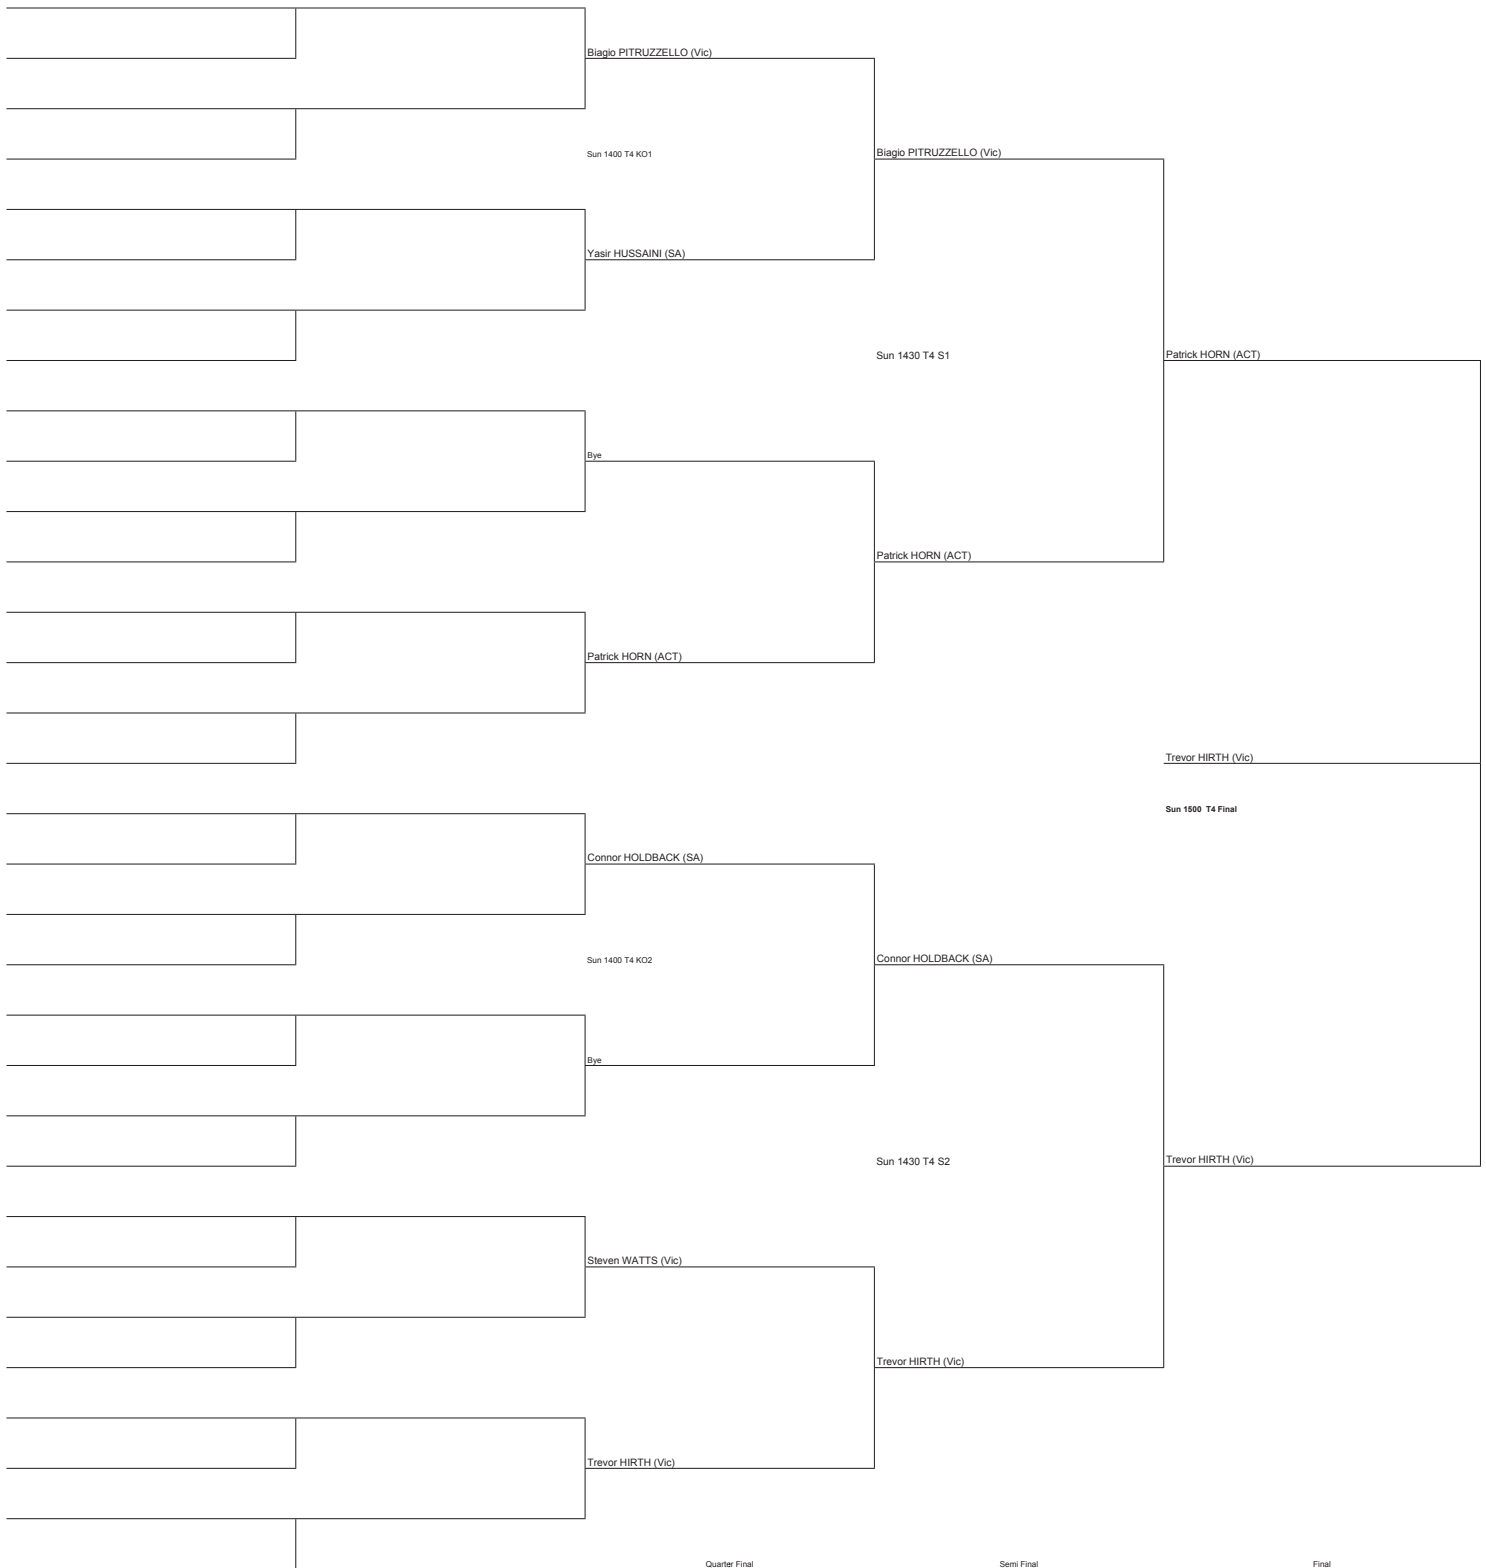 Biagio PITRUZZELLO (Vic)
Sun 1400 T4 KO1
Biagio PITRUZZELLO (Vic)
Yasir HUSSAINI (SA)
Sun 1430 T4 S1
Patrick HORN (ACT)
Bye
Patrick HORN (ACT)
Patrick HORN (ACT)
Trevor HIRTH (Vic)
Sun 1500 T4 Final
Connor HOLDBACK (SA)
Sun 1400 T4 KO2
Connor HOLDBACK (SA)
Bye
Sun 1430 T4 S2
Trevor HIRTH (Vic)
Steven WATTS (Vic)
Trevor HIRTH (Vic)
Trevor HIRTH (Vic)
Quarter Final
Semi Final
Final